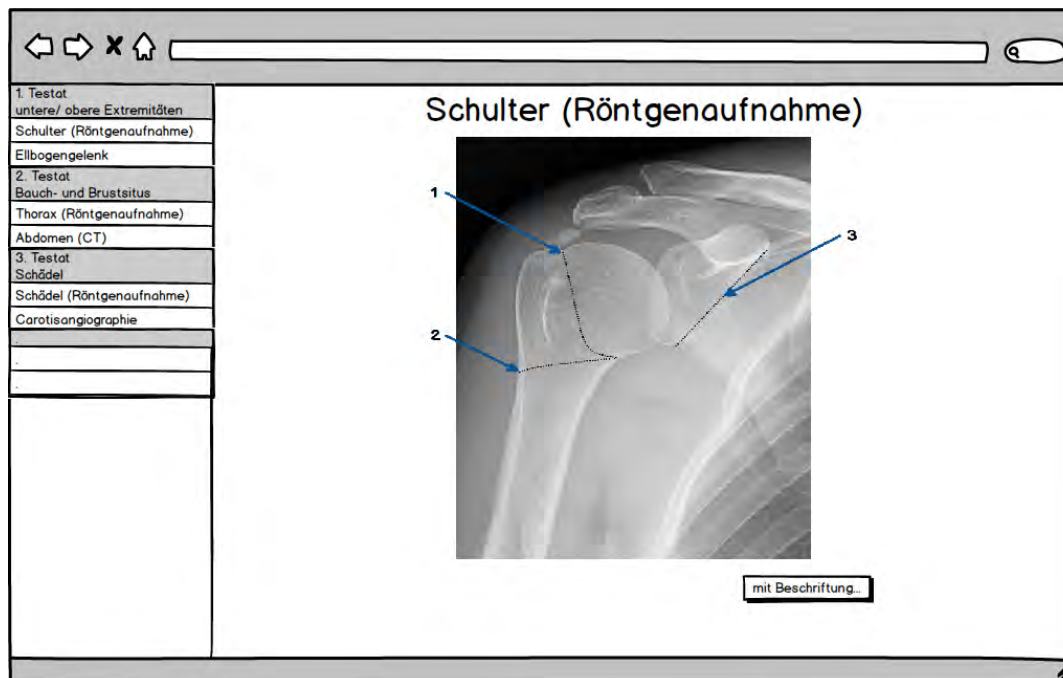 1. Testat
untere/ obere Extremitäten
Schulter (Röntgenaufnahme)
Ellbogengelenk
2. Testat
Bauch- und Brustsitus
Thorax (Röntgenaufnahme)
Abdomen (CT)
3. Testat
Schädel
Schädel (Röntgenaufnahme)
Carotisangiographie
.
.
.
Schulter (Röntgenaufnahme)
1
2
3
mit Beschriftung...